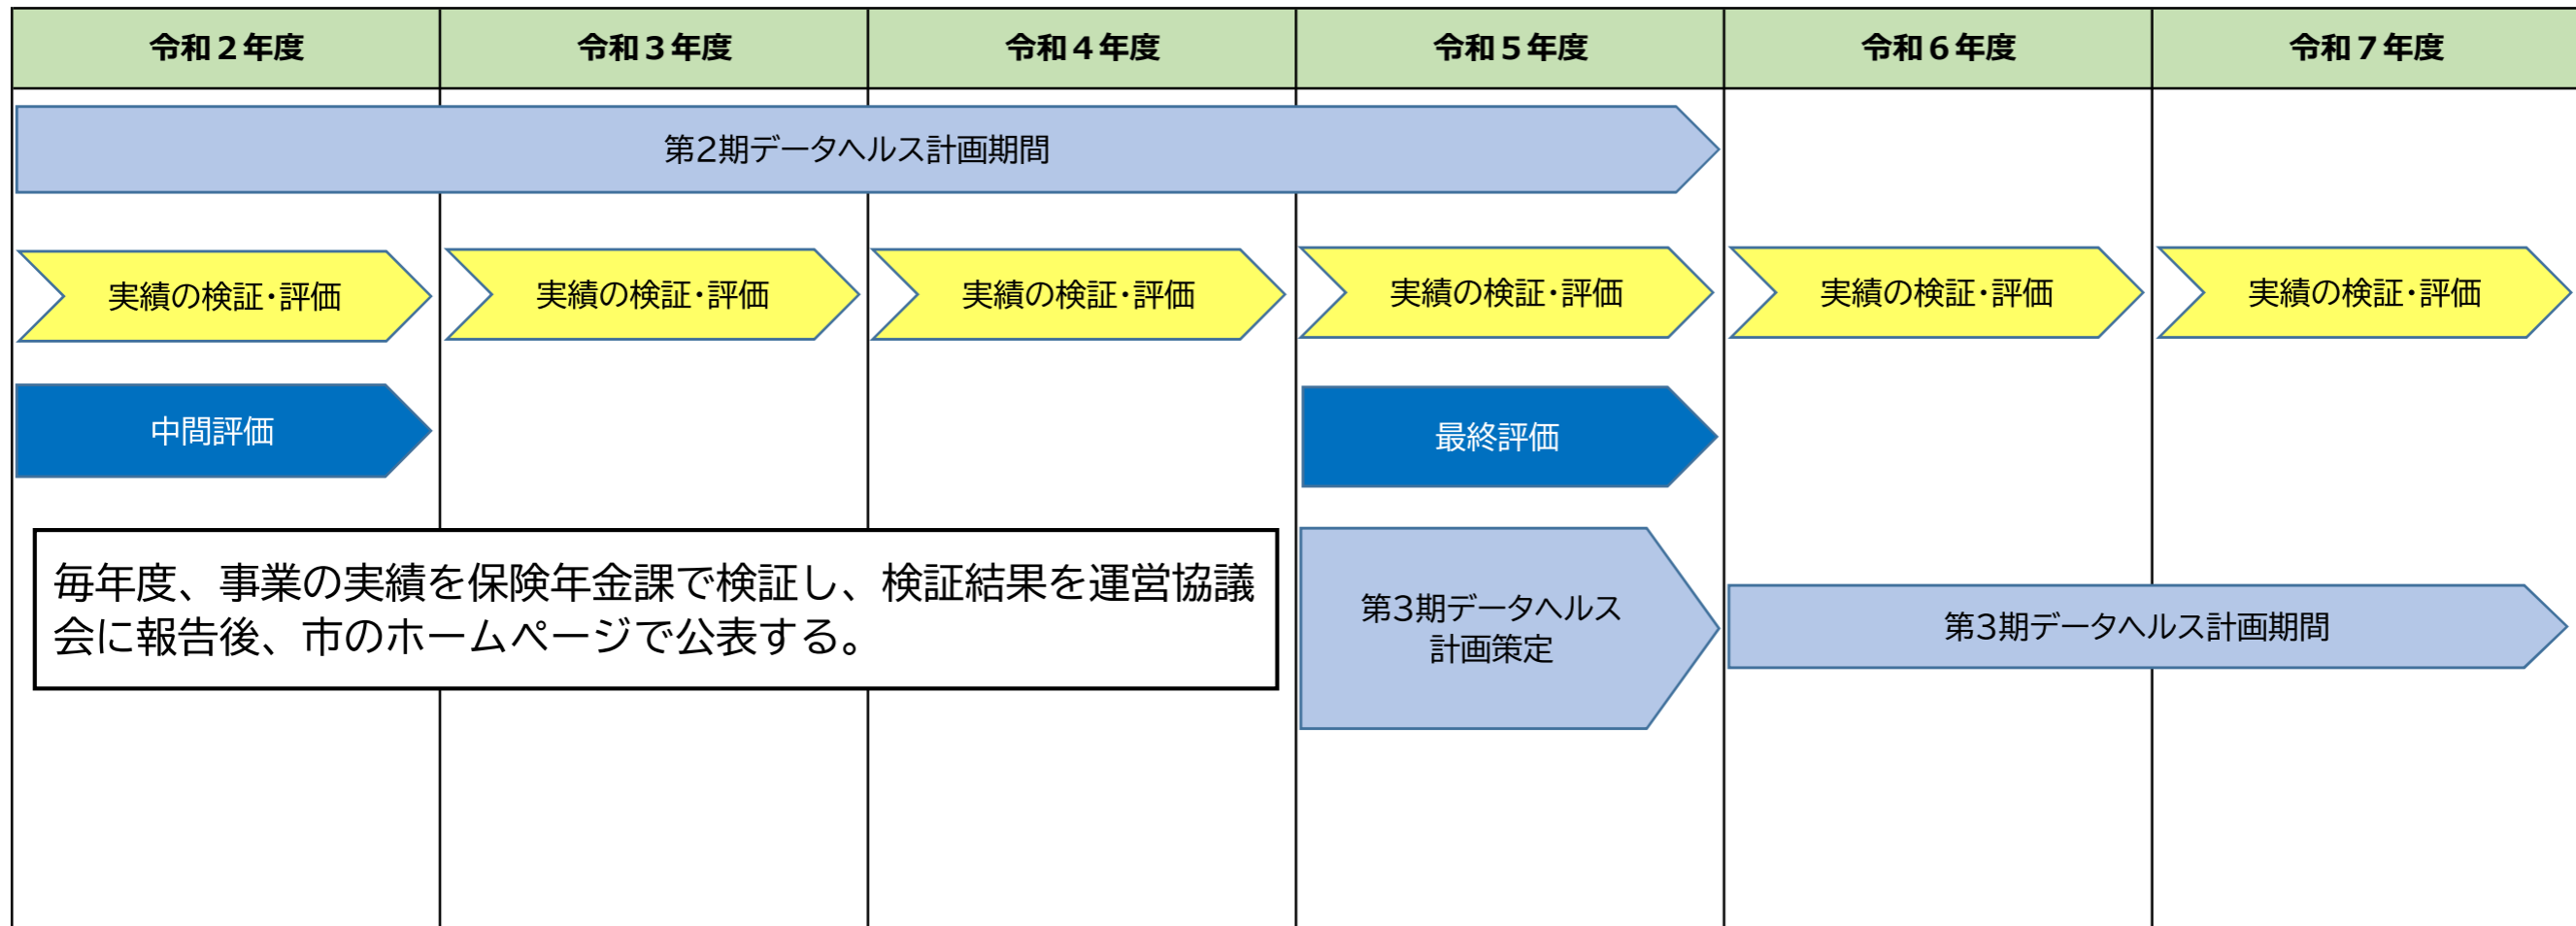 令和2年度
令和3年度
令和4年度
令和5年度
令和6年度
令和7年度
第2期データヘルス計画期間
実績の検証・評価
実績の検証・評価
実績の検証・評価
実績の検証・評価
実績の検証・評価
実績の検証・評価
中間評価
最終評価
毎年度、事業の実績を保険年金課で検証し、検証結果を運営協議
会に報告後、市のホームページで公表する。
第3期データヘルス
計画策定
第3期データヘルス計画期間